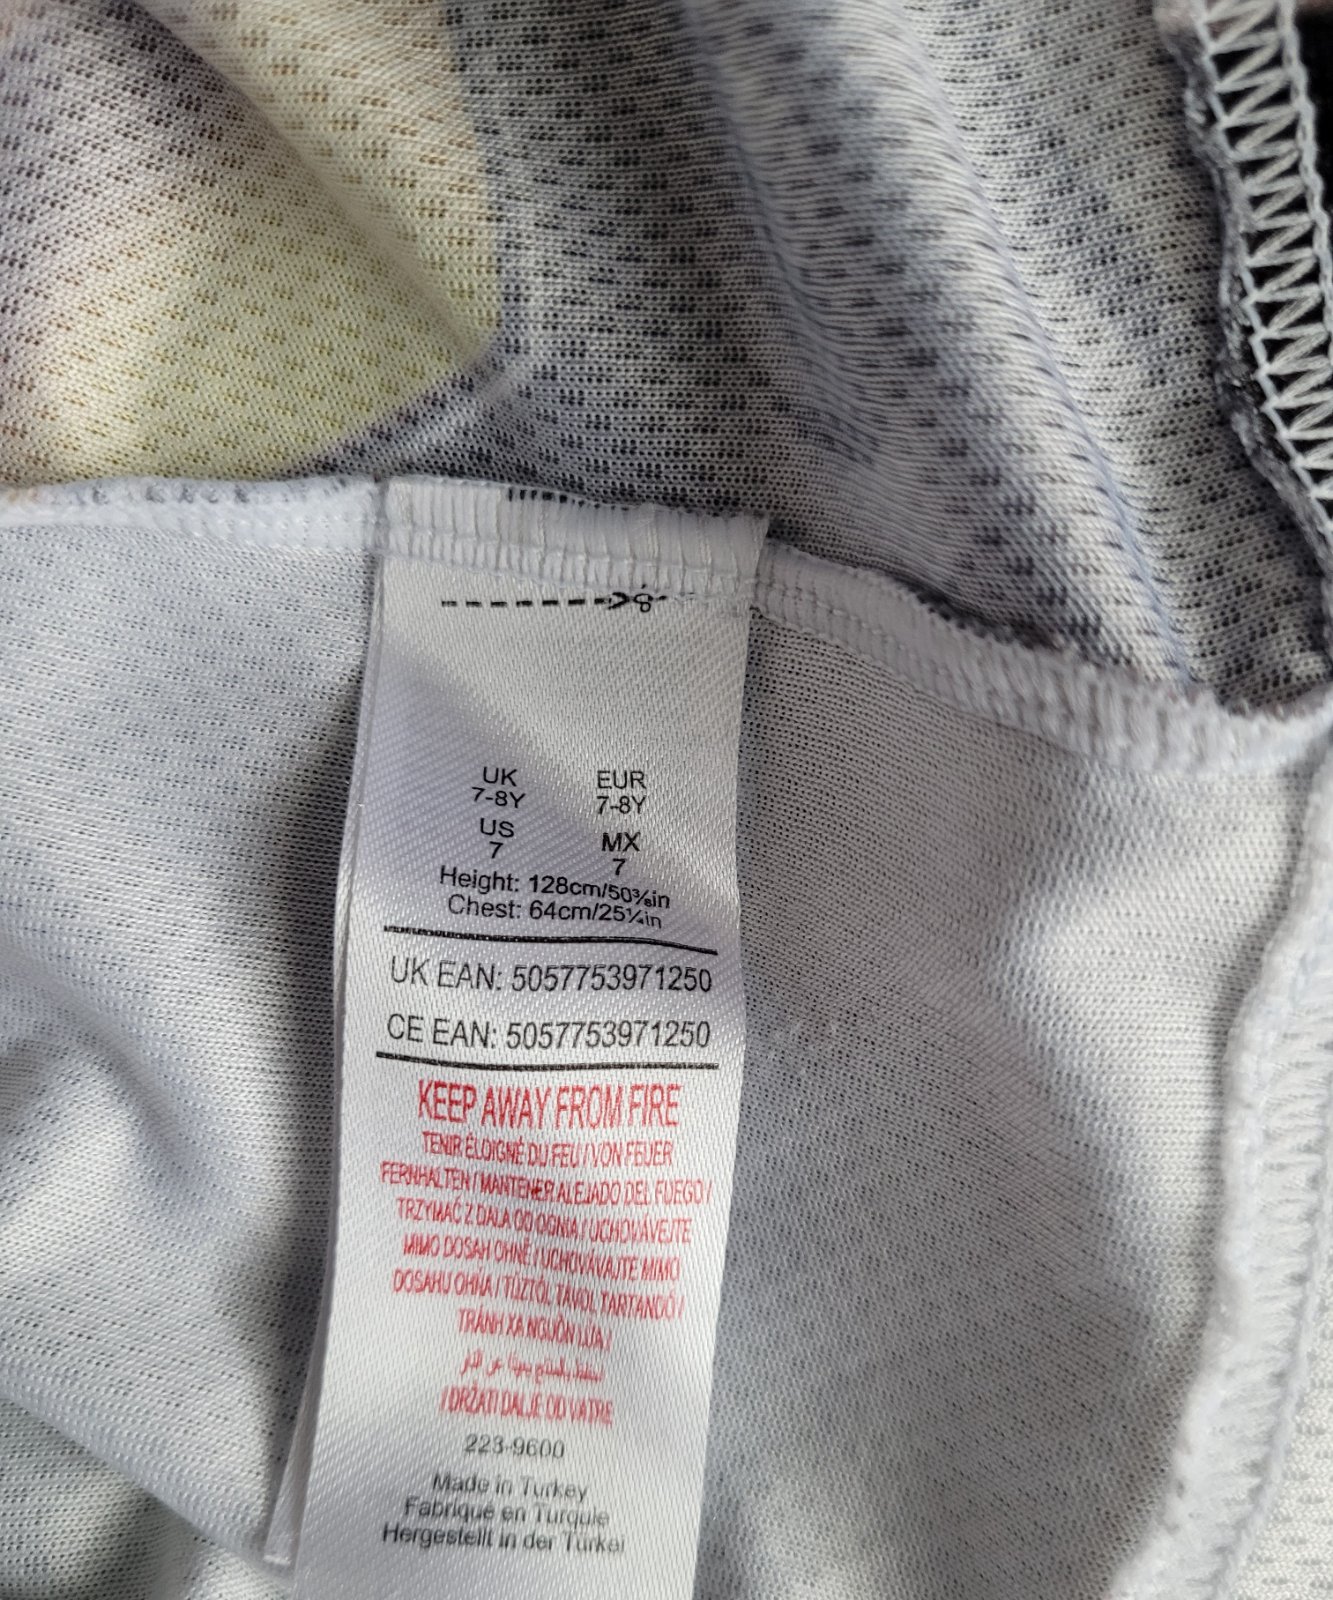 UK EUR
7-8Y 7-8Y
US MX
7 7
Height: 128cm/50⅜in
Chest: 64cm/25¼in
UK EAN: 5057753971250
CE EAN: 5057753971250
KEEP AWAY FROM FIRE
TENIR ÉLOIGNÉ DU FEU / VON FEUER
FERNHALTEN / MANTENER ALEJADO DEL FUEGO /
TRZYMAĆ Z DALA OD OGNIA / UCHOVÁVEJTE
MIMO DOSAH OHNĚ / UCHOVÁVAJTE MIMO
DOSAHU OHŇA / TŰZTŐL TÁVOL TARTANDÓ /
TRÁNH XA NGUỒN LỬA /
عن النار
/ DRŽATI DALJE OD VATRE
223-9600
Made in Turkey
Fabriqué en Turquie
Hergestellt in der Türkei